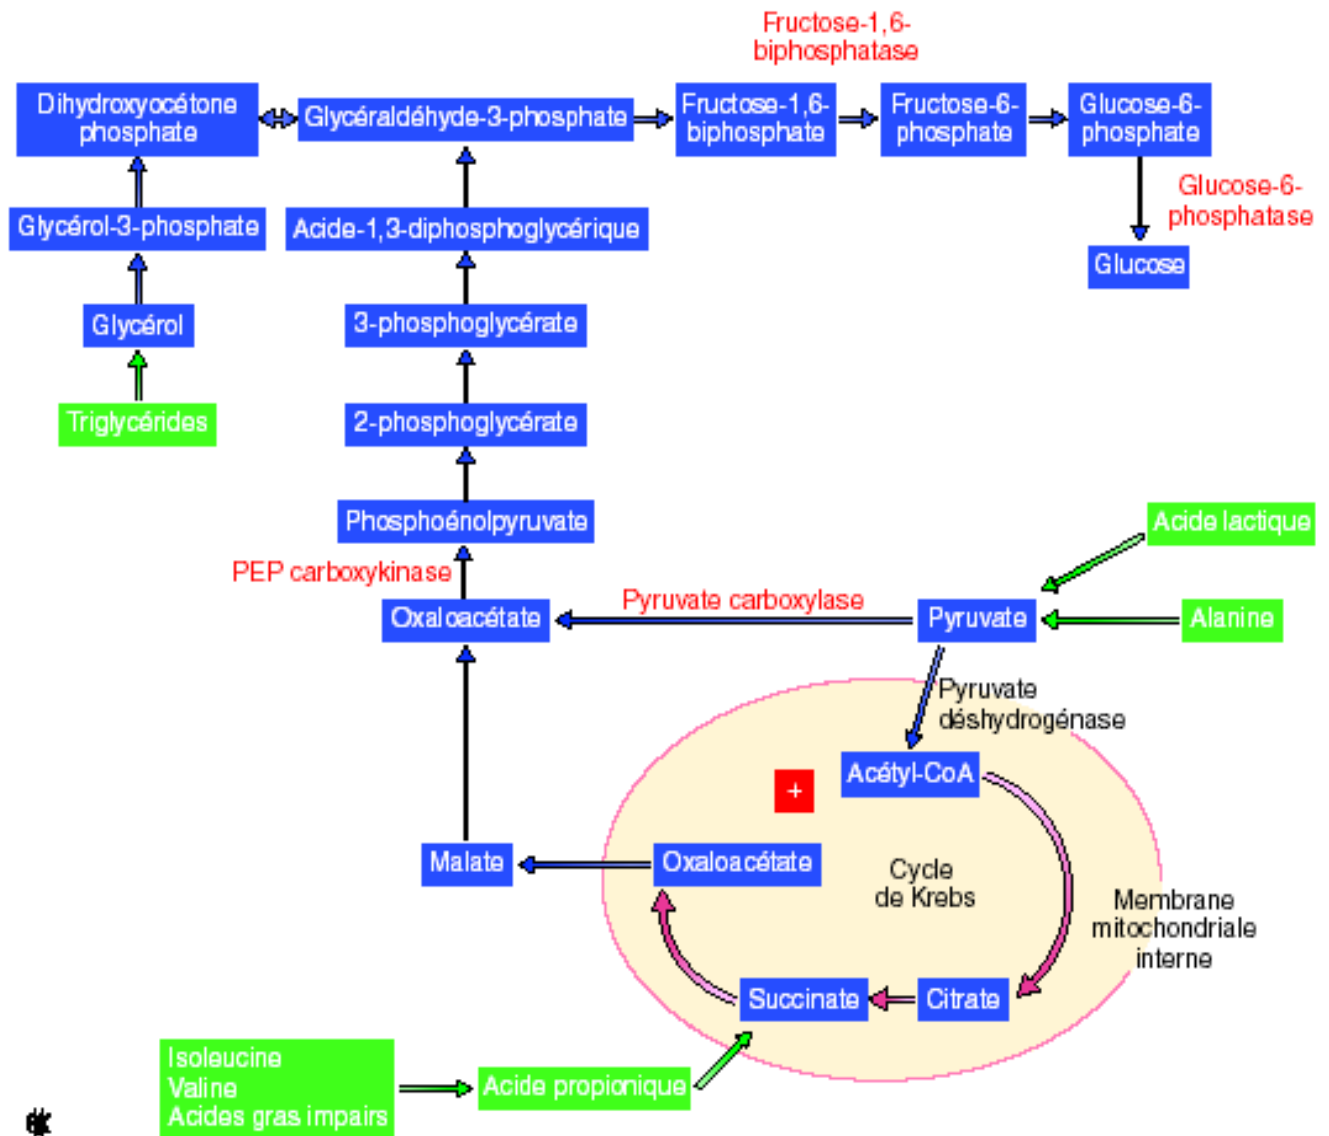 Fructose-1,6-
biphosphatase
Dihydroxyocétone
phosphate
Glycéraldéhyde-3-phosphate
Fructose-1,6-
biphosphate
Fructose-6-
phosphate
Glucose-6-
phosphate
Glucose-6-
phosphatase
Glycérol-3-phosphate
Acide-1,3-diphosphoglycérique
Glucose
Glycérol
3-phosphoglycérate
Triglycérides
2-phosphoglycérate
Phosphoénolpyruvate
Acide lactique
PEP carboxykinase
Oxaloacétate
Pyruvate carboxylase
Pyruvate
Alanine
Pyruvate
déshydrogénase
Acétyl-CoA
+
Malate
Oxaloacétate
Cycle
de Krebs
Membrane
mitochondriale
interne
Succinate
Citrate
Isoleucine
Valine
Acides gras impairs
Acide propionique